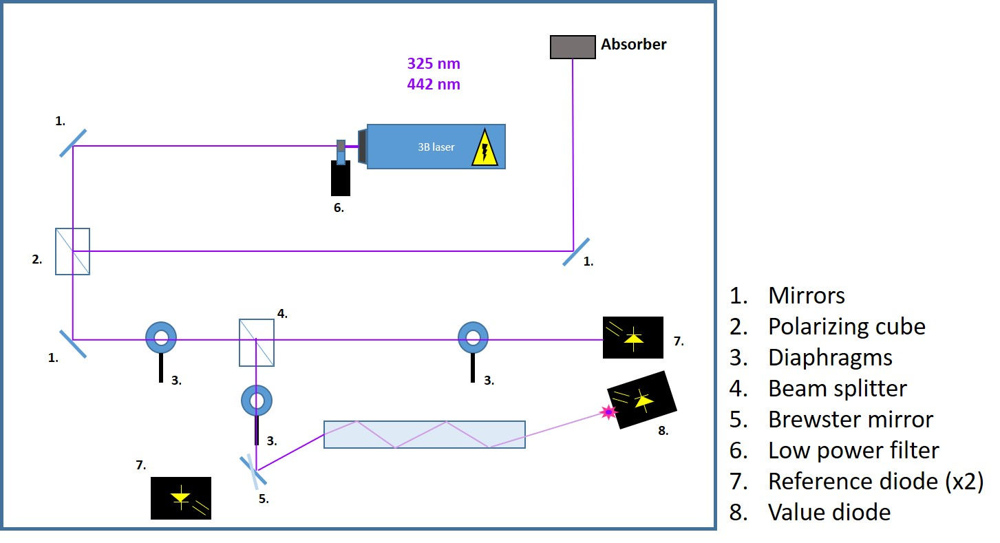 Absorber
325 nm
442 nm
1.
3B laser
6.
2.
1.
4.
1.
3.
3.
7.
3.
8.
7.
5.
1. Mirrors
2. Polarizing cube
3. Diaphragms
4. Beam splitter
5. Brewster mirror
6. Low power filter
7. Reference diode (x2)
8. Value diode